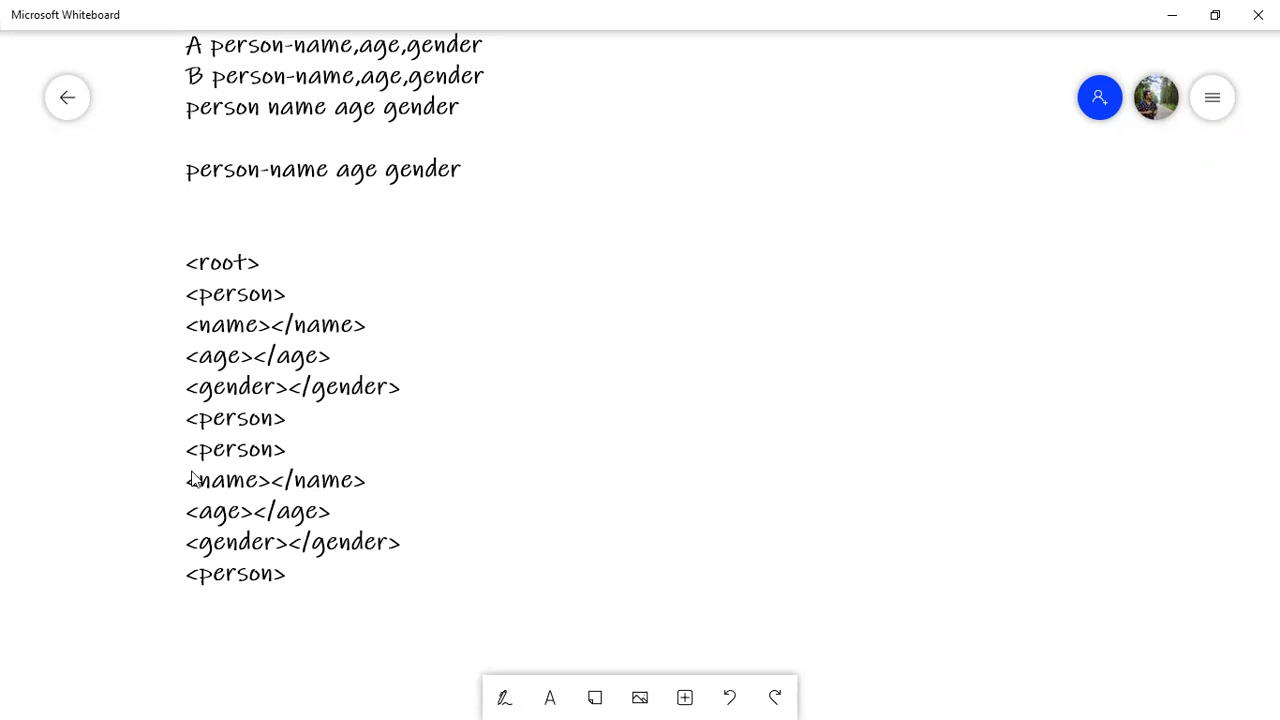 Microsoft Whiteboard
A person-name,age,gender
B person-name,age,gender
person name age gender
person-name age gender
<root>
<person>
<name></name>
<age></age>
<gender></gender>
<person>
<person>
<name></name>
<age></age>
<gender></gender>
<person>